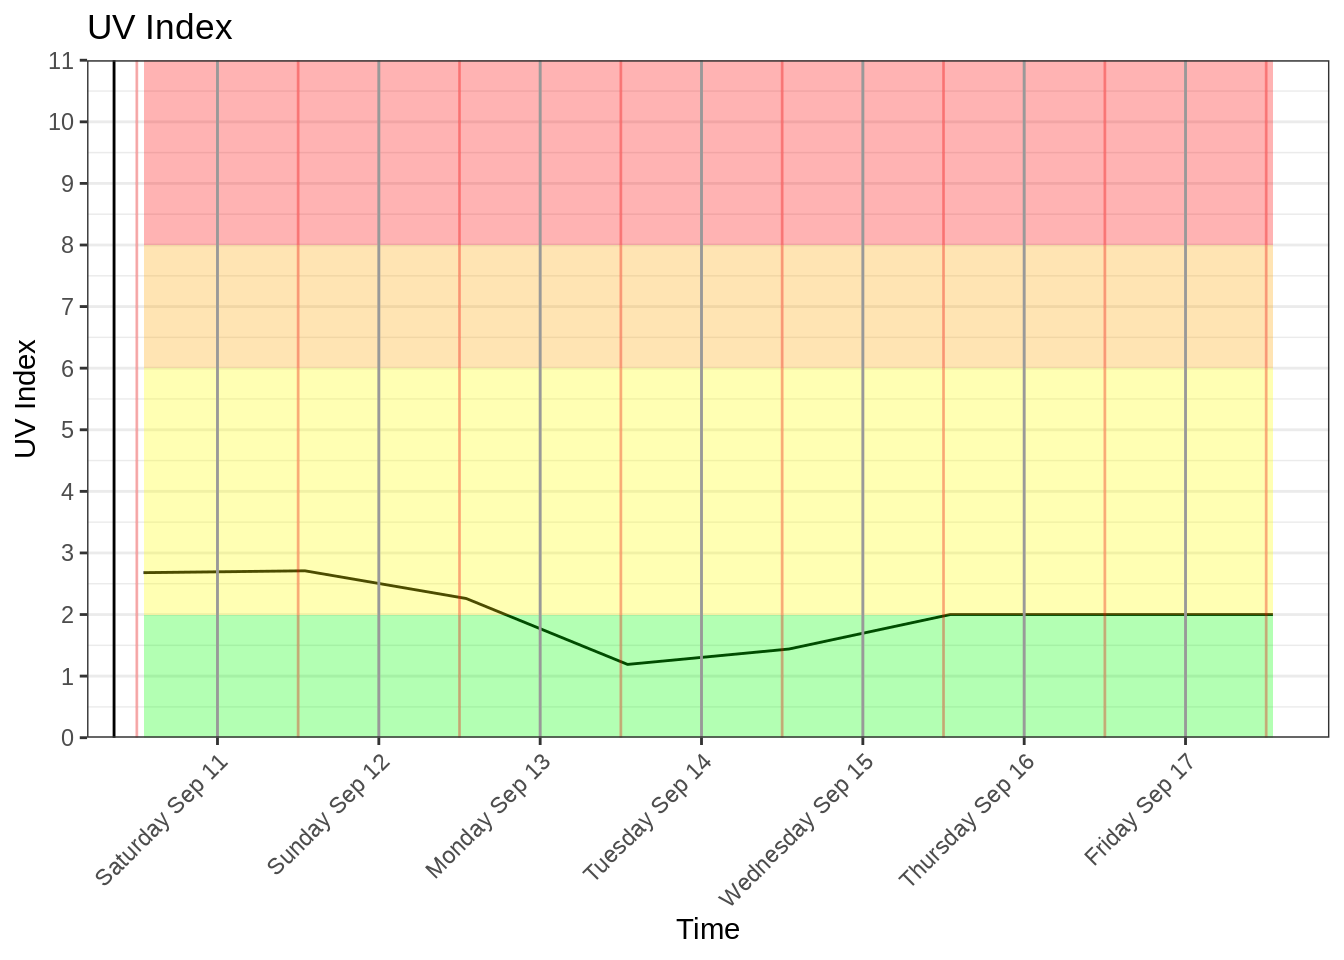 UV Index
11
10
9
8
7
6
5
4
3
2
1
0
UV Index
Saturday Sep 11
Sunday Sep 12
Monday Sep 13
Tuesday Sep 14
Wednesday Sep 15
Thursday Sep 16
Friday Sep 17
Time